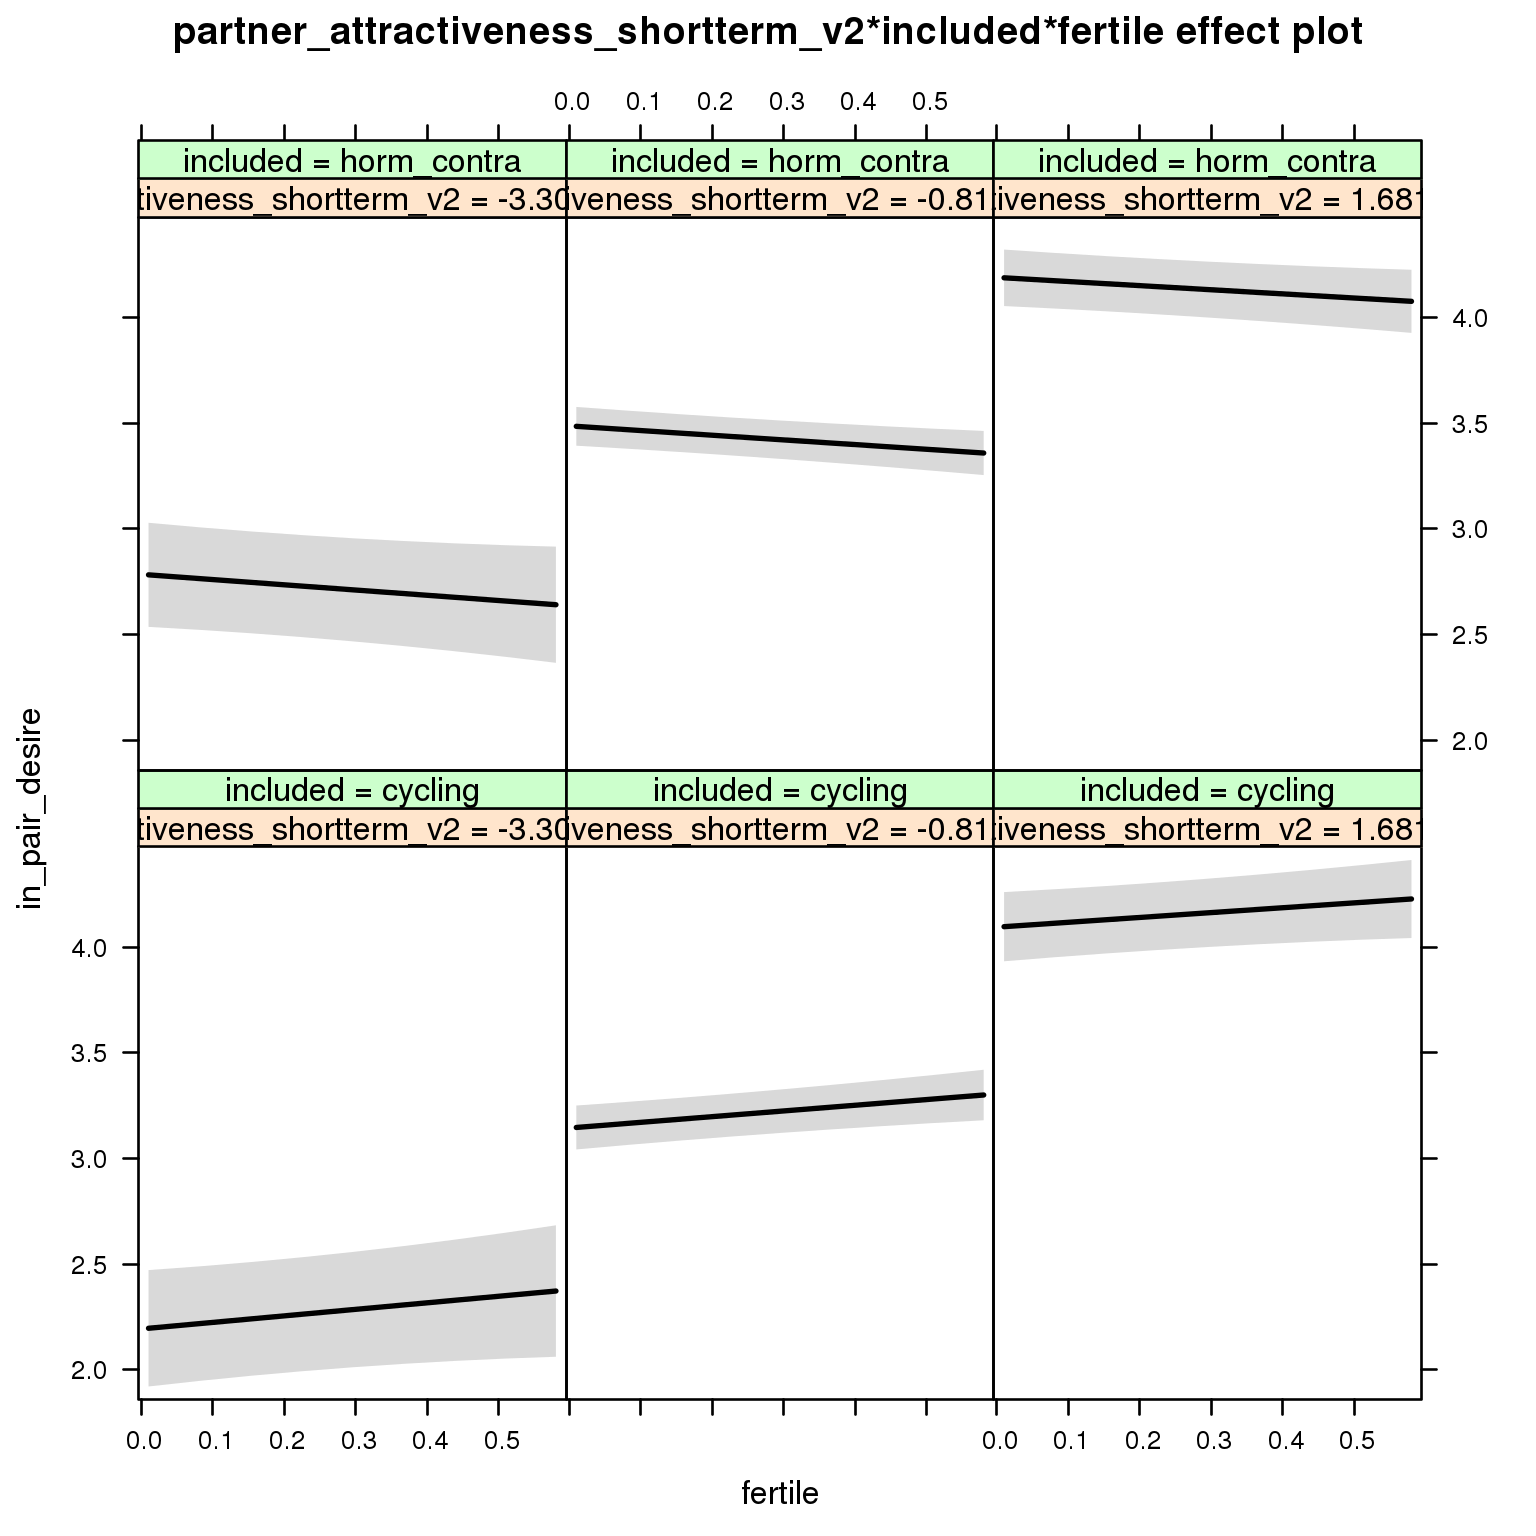 partner_attractiveness_shortterm_v2*included*fertile effect plot
0.0 0.1 0.2 0.3 0.4 0.5
included = horm_contra included = horm_contra included = horm_contra
tiveness_shortterm_v2 = -3.30 iveness_shortterm_v2 = -0.81 tiveness_shortterm_v2 = 1.681
4.0
3.5
3.0
2.5
2.0
in_pair_desire
included = cycling included = cycling included = cycling
tiveness_shortterm_v2 = -3.30 iveness_shortterm_v2 = -0.81 tiveness_shortterm_v2 = 1.681
4.0
3.5
3.0
2.5
2.0
0.0 0.1 0.2 0.3 0.4 0.5 0.0 0.1 0.2 0.3 0.4 0.5
fertile